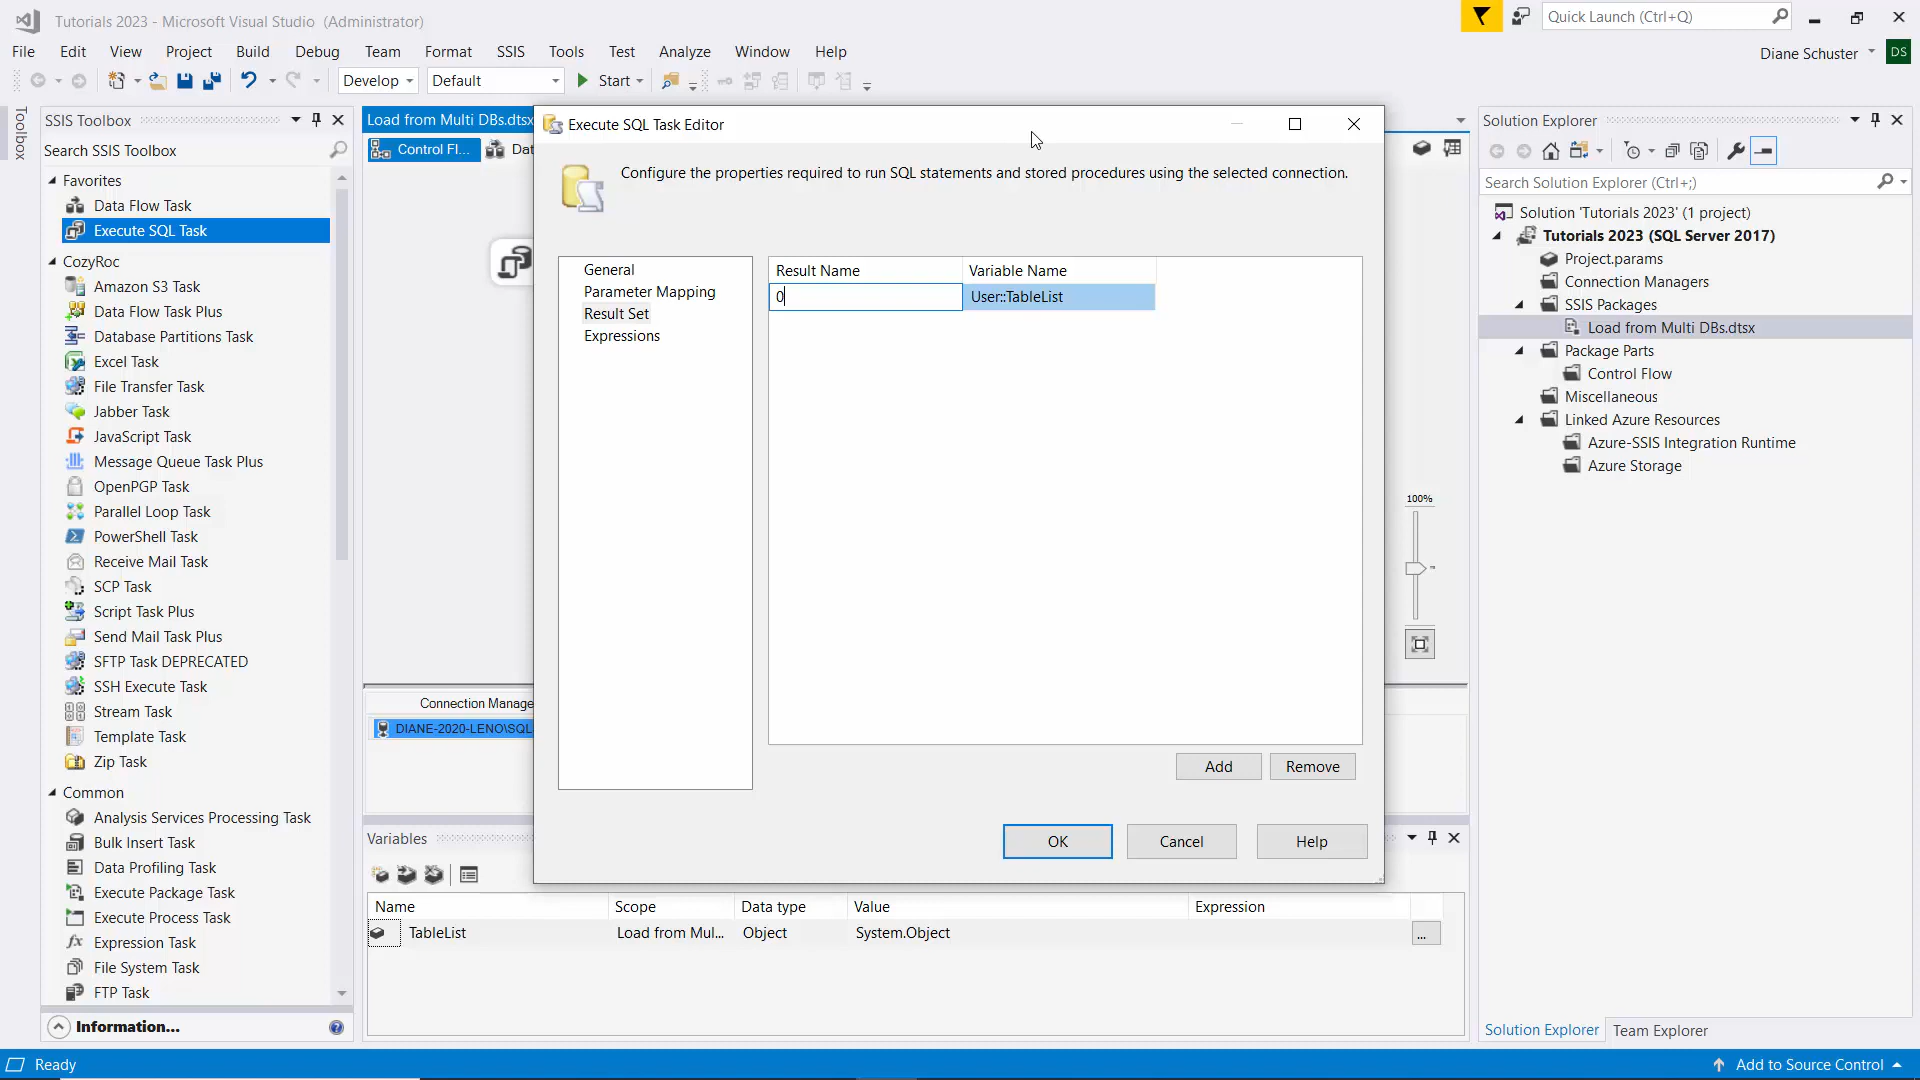 Tutorials 2023 - Microsoft Visual Studio (Administrator)
Quick Launch (Ctrl+Q)
File Edit View Project Build Debug Team Format SSIS Tools Test Analyze Window Help
Diane Schuster DS
Develop Default Start
Toolbox
SSIS Toolbox
Search SSIS Toolbox
Favorites
Data Flow Task
Execute SQL Task
CozyRoc
Amazon S3 Task
Data Flow Task Plus
Database Partitions Task
Excel Task
File Transfer Task
Jabber Task
JavaScript Task
Message Queue Task Plus
OpenPGP Task
Parallel Loop Task
PowerShell Task
Receive Mail Task
SCP Task
Script Task Plus
Send Mail Task Plus
SFTP Task DEPRECATED
SSH Execute Task
Stream Task
Template Task
Zip Task
Common
Analysis Services Processing Task
Bulk Insert Task
Data Profiling Task
Execute Package Task
Execute Process Task
Expression Task
File System Task
FTP Task
Information...
Load from Multi DBs.dtsx
Control Fl... Dat
Execute SQL Task Editor
Configure the properties required to run SQL statements and stored procedures using the selected connection.
General
Parameter Mapping
Result Set
Expressions
Result Name Variable Name
0 User::TableList
Add Remove
OK Cancel Help
100%
Connection Manage
DIANE-2020-LENO\SQL
Variables
Name Scope Data type Value Expression
TableList Load from Mul... Object System.Object ...
Solution Explorer
Search Solution Explorer (Ctrl+;)
Solution 'Tutorials 2023' (1 project)
Tutorials 2023 (SQL Server 2017)
Project.params
Connection Managers
SSIS Packages
Load from Multi DBs.dtsx
Package Parts
Control Flow
Miscellaneous
Linked Azure Resources
Azure-SSIS Integration Runtime
Azure Storage
Solution Explorer Team Explorer
Ready
Add to Source Control